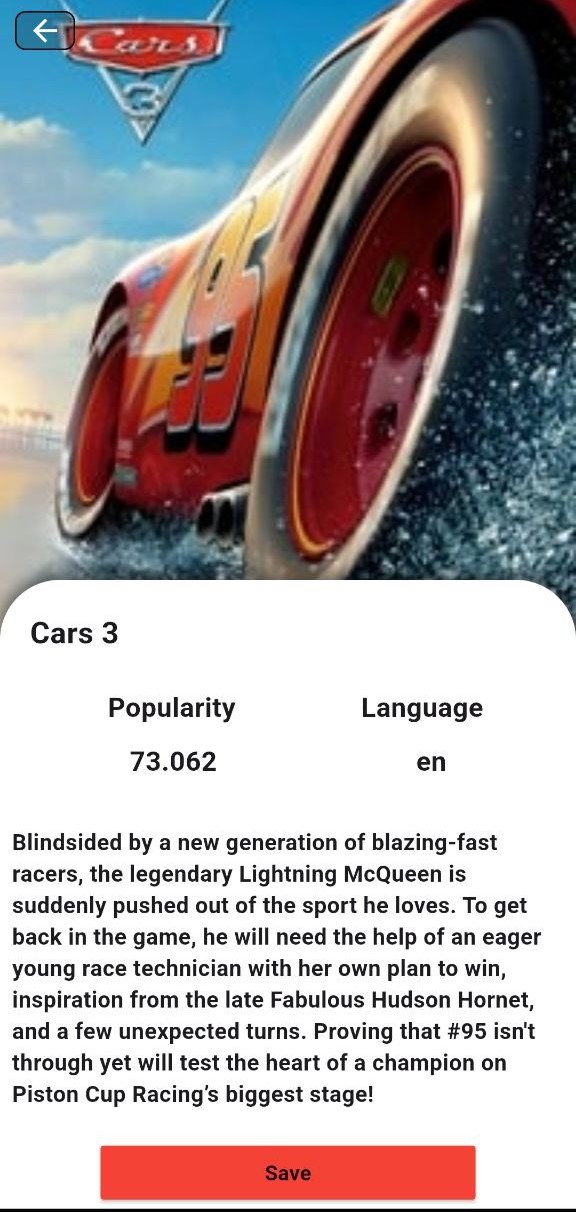 Cars
3
95
Cars 3
Popularity
Language
73.062
en
Blindsided by a new generation of blazing-fast
racers, the legendary Lightning McQueen is
suddenly pushed out of the sport he loves. To get
back in the game, he will need the help of an eager
young race technician with her own plan to win,
inspiration from the late Fabulous Hudson Hornet,
and a few unexpected turns. Proving that #95 isn't
through yet will test the heart of a champion on
Piston Cup Racing’s biggest stage!
Save